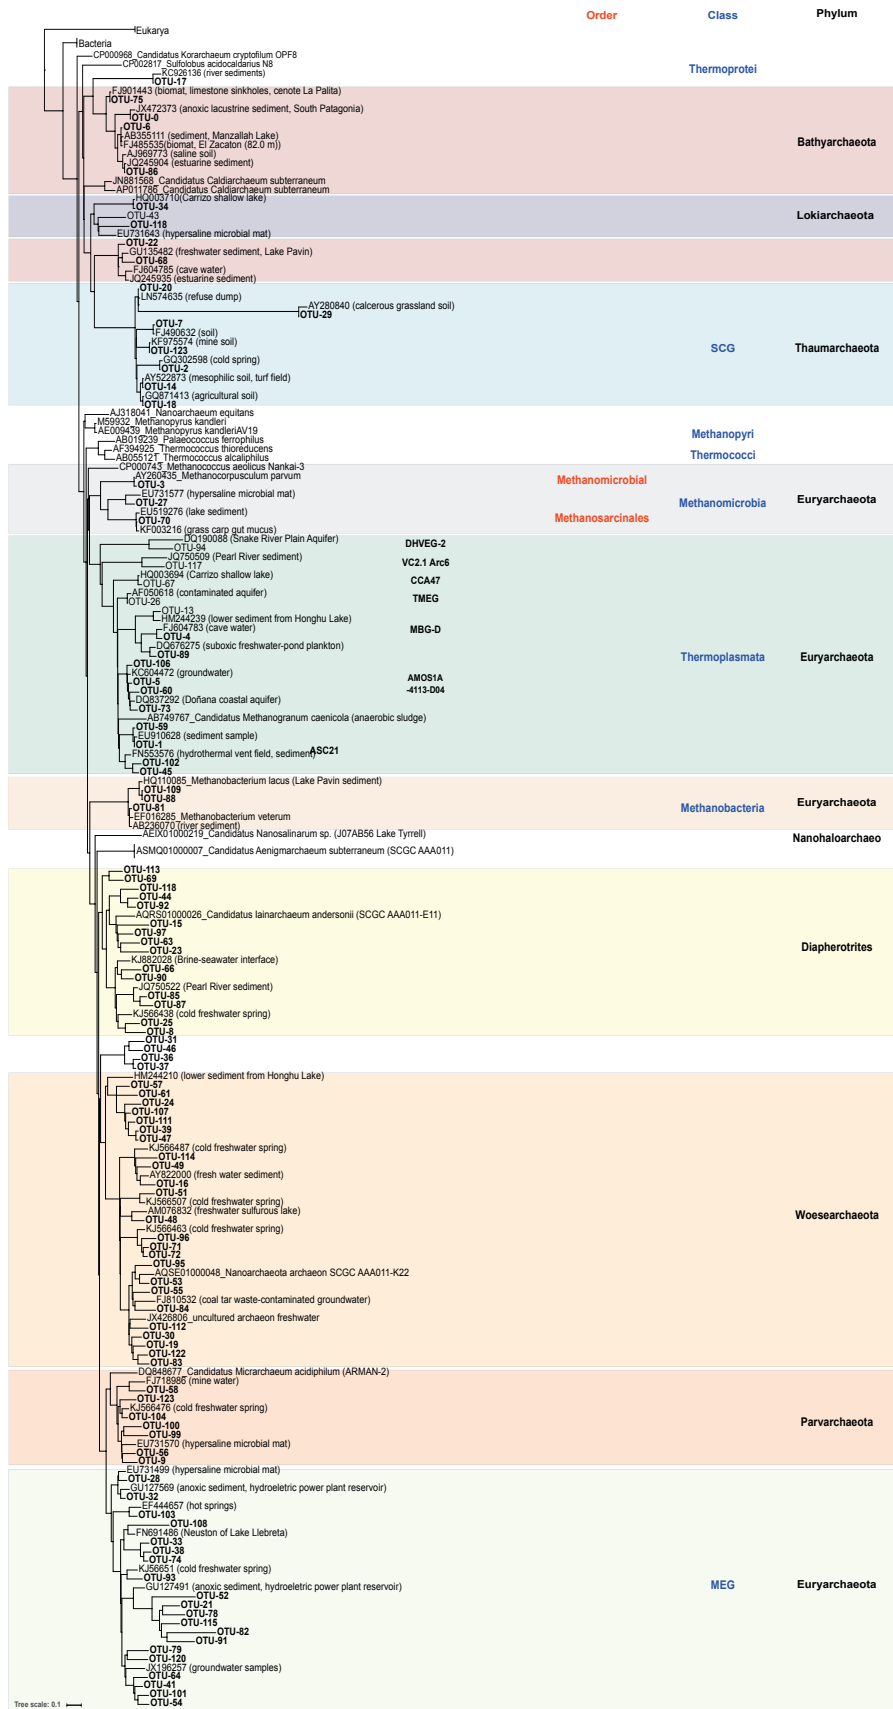 Order Class Phylum
Eukarya
Bacteria
CP000968_Candidatus Korarchaeum cryptofilum OPF8
CP002817_Sulfolobus acidocaldarius N8
Thermoprotei
KC926136 (river sediments)
OTU-17
FJ901443 (biomat, limestone sinkholes, cenote La Palita)
OTU-75
JX472373 (anoxic lacustrine sediment, South Patagonia)
OTU-0
OTU-6
AB355111 (sediment, Manzallah Lake)
Bathyarchaeota
FJ485535(biomat, El Zacaton (82.0 m))
AJ969773 (saline soil)
JQ245904 (estuarine sediment)
OTU-86
JN881568_Candidatus Caldiarchaeum subterraneum
AP011786_Candidatus Caldiarchaeum subterraneum
HQ003710(Carrizo shallow lake)
OTU-34
OTU-43
Lokiarchaeota
OTU-118
EU731643 (hypersaline microbial mat)
OTU-22
GU135482 (freshwater sediment, Lake Pavin)
OTU-68
FJ604785 (cave water)
JQ245935 (estuarine sediment)
OTU-20
LN574635 (refuse dump)
AY280840 (calcerous grassland soil)
OTU-29
OTU-7
FJ490632 (soil)
KF975574 (mine soil)
SCG Thaumarchaeota
OTU-123
GQ302598 (cold spring)
OTU-2
AY522873 (mesophilic soil, turf field)
OTU-14
GQ871413 (agricultural soil)
OTU-18
AJ318041_Nanoarchaeum equitans
M59932_Methanopyrus kandleri
AE009439_Methanopyrus kandleriAV19
Methanopyri
AB019239_Palaeococcus ferrophilus
AF394925_Thermococcus thioreducens
Thermococci
AB055121_Thermococcus alcaliphilus
CP000743_Methanococcus aeolicus Nankai-3
AY260435_Methanocorpusculum parvum
Methanomicrobial
OTU-3
EU731577 (hypersaline microbial mat)
OTU-27
Methanomicrobia Euryarchaeota
EU519276 (lake sediment)
OTU-70
Methanosarcinales
KF003216 (grass carp gut mucus)
DQ190088 (Snake River Plain Aquifer)
DHVEG-2
OTU-94
JQ750509 (Pearl River sediment)
VC2.1 Arc6
OTU-117
HQ003694 (Carrizo shallow lake)
CCA47
OTU-67
AF050618 (contaminated aquifer)
TMEG
OTU-26
OTU-13
HM244239 (lower sediment from Honghu Lake)
FJ604783 (cave water)
MBG-D
OTU-4
DQ676275 (suboxic freshwater-pond plankton)
OTU-89
Thermoplasmata Euryarchaeota
OTU-106
KC604472 (groundwater)
AMOS1A
OTU-5
OTU-60
-4113-D04
DQ837292 (Doñana coastal aquifer)
OTU-73
AB749767_Candidatus Methanogranum caenicola (anaerobic sludge)
OTU-59
EU910628 (sediment sample)
OTU-1
ASC21
FN553576 (hydrothermal vent field, sediment)
OTU-102
OTU-45
HQ110085_Methanobacterium lacus (Lake Pavin sediment)
OTU-109
OTU-88
Euryarchaeota
OTU-81
Methanobacteria
EF016285_Methanobacterium veterum
AB236070(river sediment)
AEIX01000219_Candidatus Nanosalinarum sp. (J07AB56 Lake Tyrrell)
Nanohaloarchaeo
ASMQ01000007_Candidatus Aenigmarchaeum subterraneum (SCGC AAA011)
OTU-113
OTU-69
OTU-118
OTU-44
OTU-92
AQRS01000026_Candidatus Iainarchaeum andersonii (SCGC AAA011-E11)
OTU-15
OTU-97
OTU-63
Diapherotrites
OTU-23
KJ882028 (Brine-seawater interface)
OTU-66
OTU-90
JQ750522 (Pearl River sediment)
OTU-85
OTU-87
KJ566438 (cold freshwater spring)
OTU-25
OTU-8
OTU-31
OTU-46
OTU-36
OTU-37
HM244210 (lower sediment from Honghu Lake)
OTU-57
OTU-61
OTU-24
OTU-107
OTU-111
OTU-39
OTU-47
KJ566487 (cold freshwater spring)
OTU-114
OTU-49
AY822000 (fresh water sediment)
OTU-16
OTU-51
KJ566507 (cold freshwater spring)
AM076832 (freshwater sulfurous lake)
Woesearchaeota
OTU-48
KJ566463 (cold freshwater spring)
OTU-96
OTU-71
OTU-72
OTU-95
AQSE01000048_Nanoarchaeota archaeon SCGC AAA011-K22
OTU-53
OTU-55
FJ810532 (coal tar waste-contaminated groundwater)
OTU-84
JX426806_uncultured archaeon freshwater
OTU-112
OTU-30
OTU-19
OTU-122
OTU-83
DQ848677_Candidatus Micrarchaeum acidiphilum (ARMAN-2)
FJ718986 (mine water)
OTU-58
OTU-123
KJ566476 (cold freshwater spring)
OTU-104
Parvarchaeota
OTU-100
OTU-99
EU731570 (hypersaline microbial mat)
OTU-56
OTU-9
EU731499 (hypersaline microbial mat)
OTU-28
GU127569 (anoxic sediment, hydroeletric power plant reservoir)
OTU-32
EF444657 (hot springs)
OTU-103
OTU-108
FN691486 (Neuston of Lake Llebreta)
OTU-33
OTU-38
OTU-74
KJ56651 (cold freshwater spring)
OTU-93
MEG Euryarchaeota
GU127491 (anoxic sediment, hydroeletric power plant reservoir)
OTU-52
OTU-21
OTU-78
OTU-115
OTU-82
OTU-91
OTU-79
OTU-120
JX196257 (groundwater samples)
OTU-64
OTU-41
OTU-101
OTU-54
Tree scale: 0.1